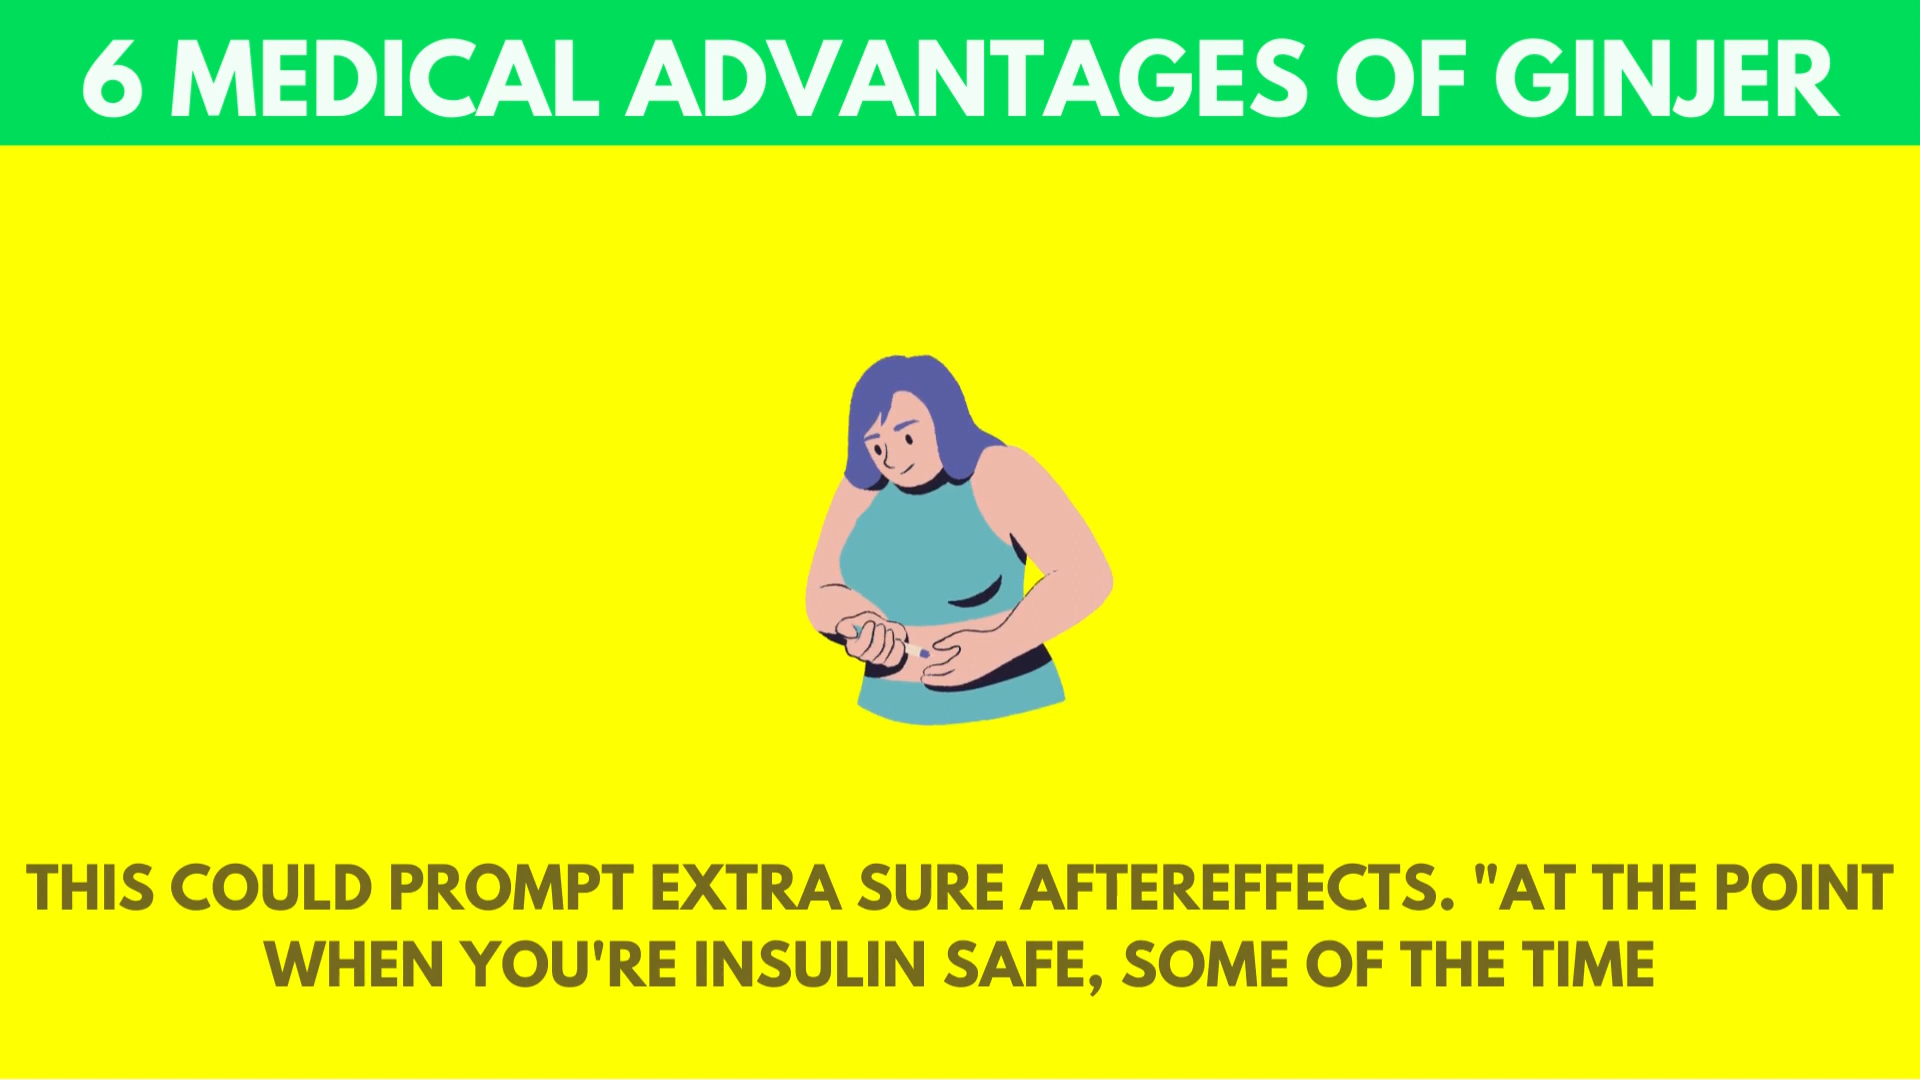 6 MEDICAL ADVANTAGES OF GINJER
THIS COULD PROMPT EXTRA SURE AFTEREFFECTS. "AT THE POINT
WHEN YOU'RE INSULIN SAFE, SOME OF THE TIME